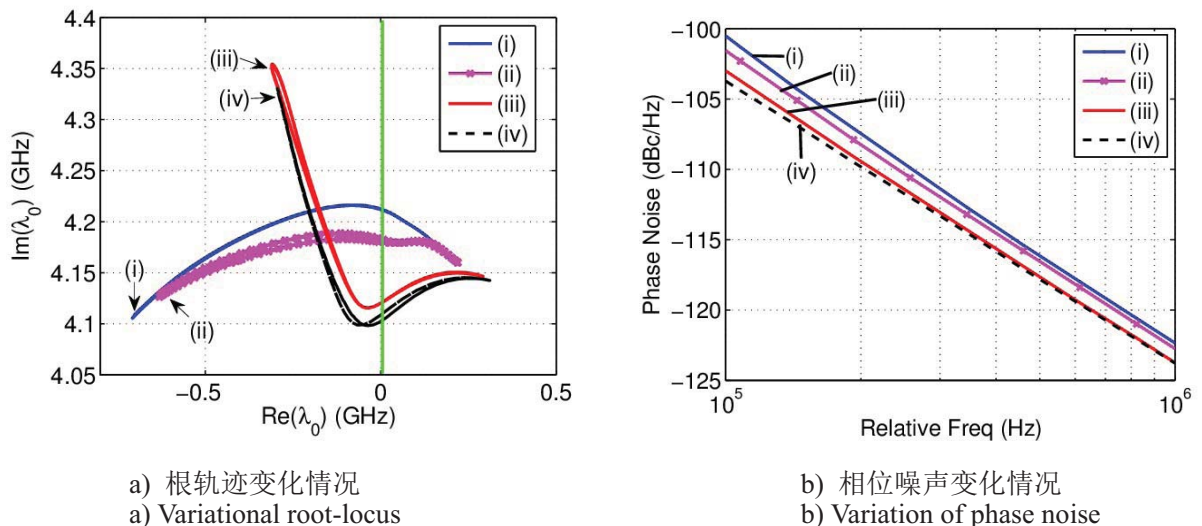 4.4
4.35
4.3
4.25
4.2
4.15
4.1
4.05
Im(λ0) (GHz)
−0.5
0
0.5
Re(λ0) (GHz)
(i)
(ii)
(iii)
(iv)
(iii)
(iv)
(i)
(ii)
−100
−105
−110
−115
−120
−125
Phase Noise (dBc/Hz)
10^5
10^6
Relative Freq (Hz)
(i)
(ii)
(iii)
(iv)
(i)
(ii)
(iii)
(iv)
a) 根轨迹变化情况
a) Variational root-locus
b) 相位噪声变化情况
b) Variation of phase noise